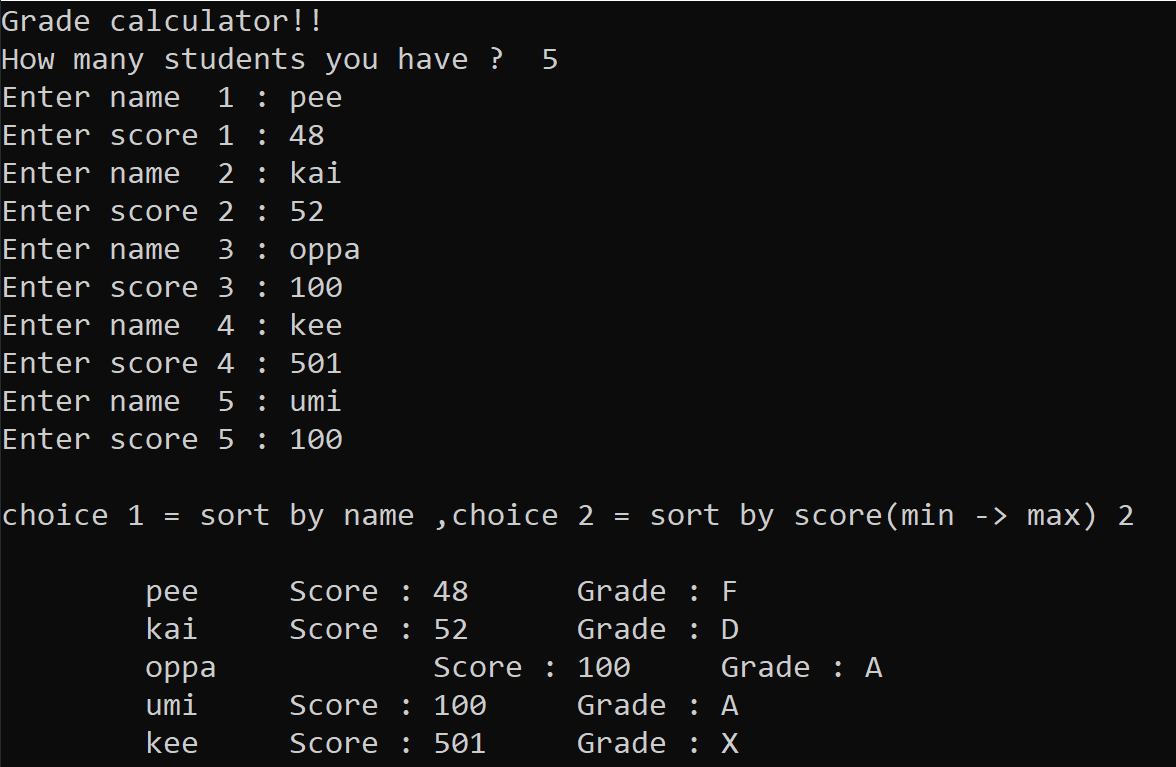 Grade calculator!!
How many students you have ?  5
Enter name  1 : pee
Enter score 1 : 48
Enter name  2 : kai
Enter score 2 : 52
Enter name  3 : oppa
Enter score 3 : 100
Enter name  4 : kee
Enter score 4 : 501
Enter name  5 : umi
Enter score 5 : 100
choice 1 = sort by name ,choice 2 = sort by score(min -> max) 2
pee     Score : 48      Grade : F
kai     Score : 52      Grade : D
oppa            Score : 100     Grade : A
umi     Score : 100     Grade : A
kee     Score : 501     Grade : X